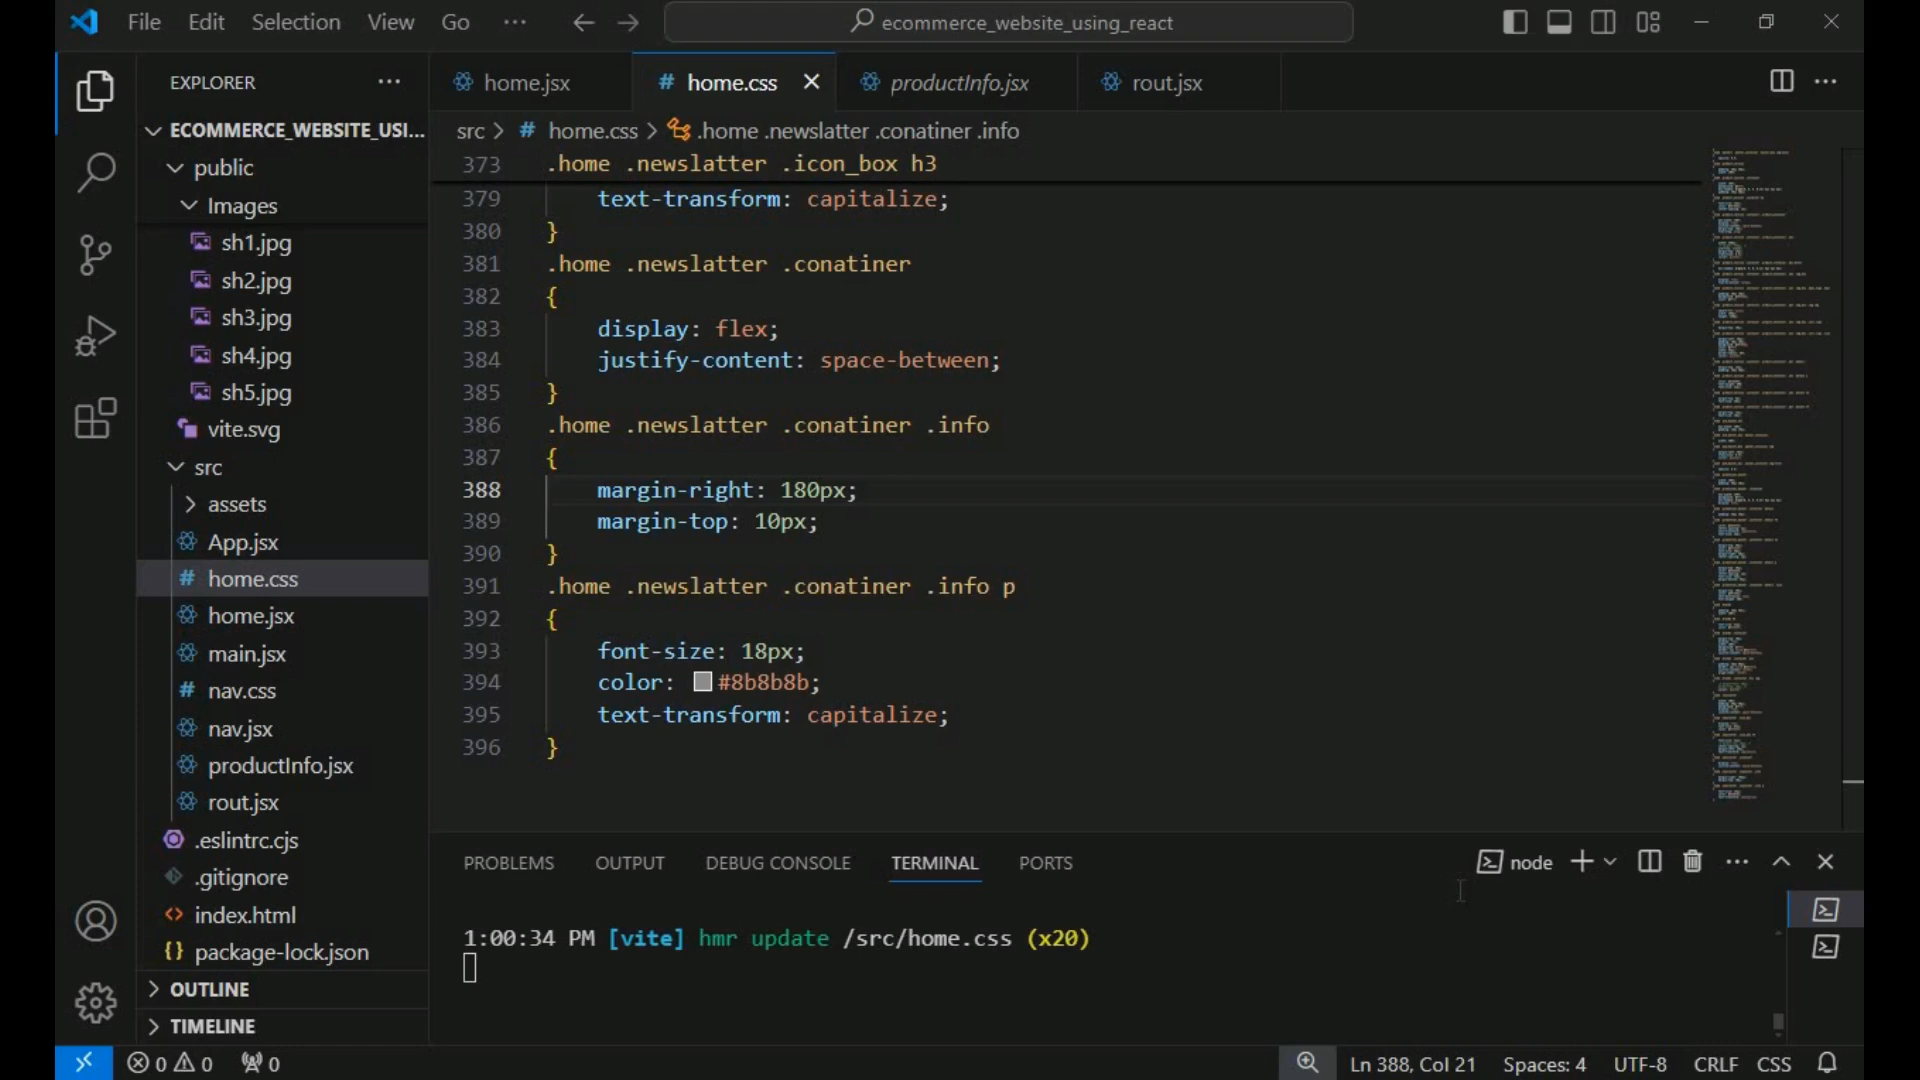 File Edit Selection View Go ··· ecommerce_website_using_react
EXPLORER ···
home.jsx # home.css productInfo.jsx rout.jsx ···
ECOMMERCE_WEBSITE_USI...
public
Images
sh1.jpg
sh2.jpg
sh3.jpg
sh4.jpg
sh5.jpg
vite.svg
src
assets
App.jsx
# home.css
home.jsx
main.jsx
# nav.css
nav.jsx
productInfo.jsx
rout.jsx
.eslintrc.cjs
.gitignore
index.html
{} package-lock.json
OUTLINE
TIMELINE
src > # home.css > .home .newslatter .conatiner .info
373 .home .newslatter .icon_box h3
379 text-transform: capitalize;
380 }
381 .home .newslatter .conatiner
382 {
383 display: flex;
384 justify-content: space-between;
385 }
386 .home .newslatter .conatiner .info
387 {
388 margin-right: 180px;
389 margin-top: 10px;
390 }
391 .home .newslatter .conatiner .info p
392 {
393 font-size: 18px;
394 color: #8b8b8b;
395 text-transform: capitalize;
396 }
PROBLEMS OUTPUT DEBUG CONSOLE TERMINAL PORTS node ···
1:00:34 PM [vite] hmr update /src/home.css (x20)
0 0 0 Ln 388, Col 21 Spaces: 4 UTF-8 CRLF CSS